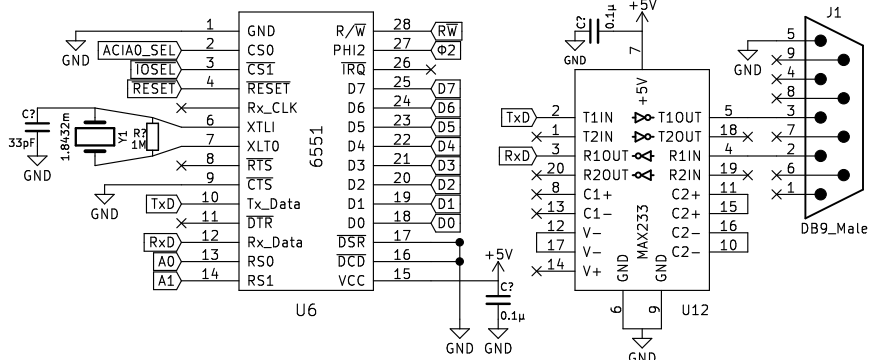 1 GND R/W 28 RW
ACIA0_SEL 2 CS0 PHI2 27 Φ2
IOSEL 3 CS1 IRQ 26
RESET 4 RESET D7 25 D7
Rx_CLK D6 24 D6
6 XTLI D5 23 D5
7 XLTO D4 22 D4
8 RTS D3 21 D3
9 CTS D2 20 D2
TxD 10 Tx_Data D1 19 D1
11 DTR D0 18 D0
RxD 12 Rx_Data DSR 17
A0 13 RS0 DCD 16
A1 14 RS1 VCC 15
6551
U6
GND
C?
33pF
GND
1.8432m
Y1
R?
1M
GND
+5V
C?
0.1µ
GND GND
+5V
C?
0.1µ
GND
7
+5V
TxD 2 T1IN T1OUT 5
1 T2IN T2OUT 18
RxD 3 R1OUT R1IN 4
20 R2OUT R2IN 19
8 C1+ C2+ 11
13 C1- C2+ 15
12 V- C2- 16
17 V- C2- 10
14 V+
MAX233
GND GND
6 9
U12
GND
J1
GND
5
9
4
8
3
7
2
6
1
DB9_Male